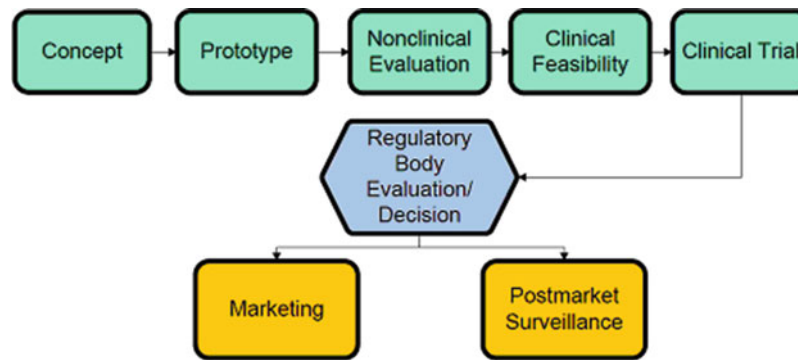 Concept
Prototype
Nonclinical
Evaluation
Clinical
Feasibility
Clinical Trial
Regulatory
Body
Evaluation/
Decision
Marketing
Postmarket
Surveillance